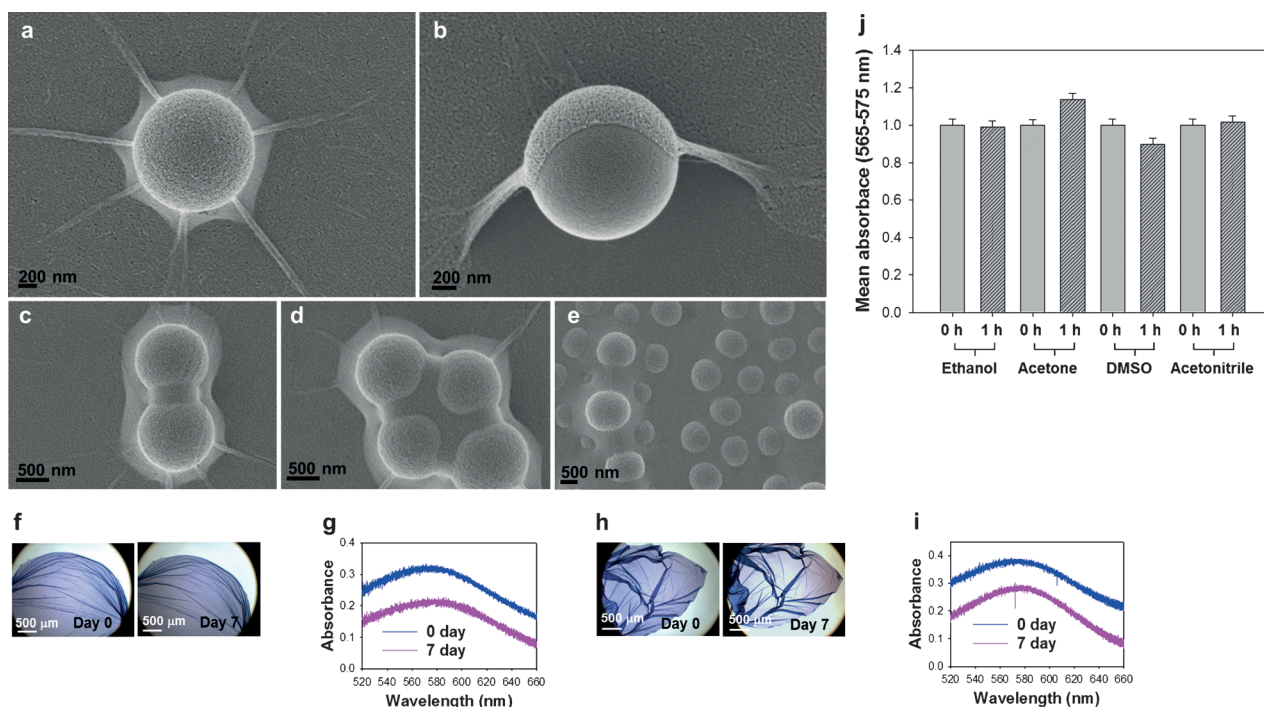 a
200 nm
b
200 nm
c
500 nm
d
500 nm
e
500 nm
f
500 µm
Day 0
500 µm
Day 7
g
Absorbance
0.4
0.3
0.2
0.1
0.0
0 day
7 day
520 540 560 580 600 620 640 660
Wavelength (nm)
h
500 µm
Day 0
500 µm
Day 7
i
Absorbance
0.4
0.3
0.2
0.1
0.0
0 day
7 day
520 540 560 580 600 620 640 660
Wavelength (nm)
j
Mean absorbace (565-575 nm)
1.4
1.2
1.0
0.8
0.6
0.4
0.2
0.0
0 h 1 h 0 h 1 h 0 h 1 h 0 h 1 h
Ethanol Acetone DMSO Acetonitrile